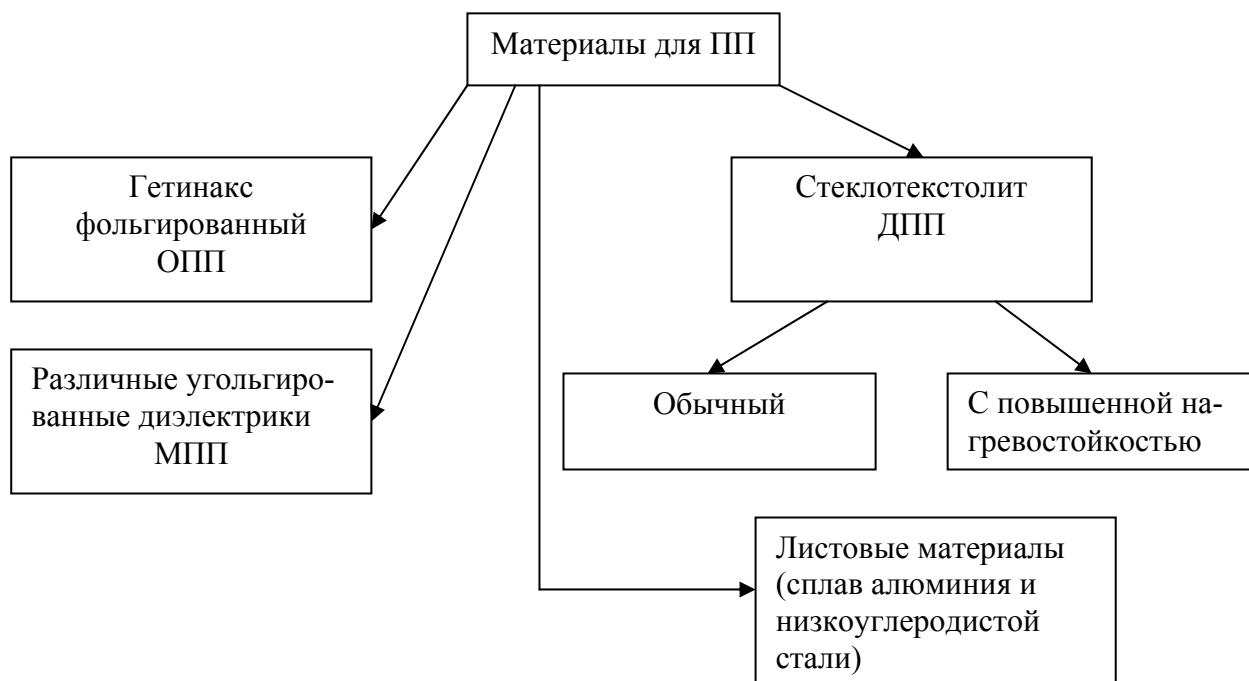 Материалы для ПП
Гетинакс
фольгированный
ОПП
Стеклотекстолит
ДПП
Различные угольгиро-
ванные диэлектрики
МПП
Обычный
С повышенной на-
гревостойкостью
Листовые материалы
(сплав алюминия и
низкоуглеродистой
стали)